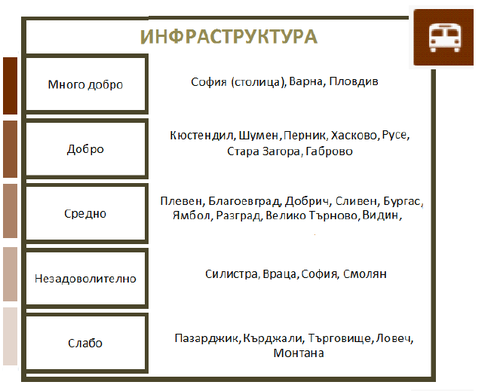 ИНФРАСТРУКТУРА
Много добро
София (столица), Варна, Пловдив
Добро
Кюстендил, Шумен, Перник, Хасково, Русе,
Стара Загора, Габрово
Средно
Плевен, Благоевград, Добрич, Сливен, Бургас,
Ямбол, Разград, Велико Търново, Видин,
Незадоволително
Силистра, Враца, София, Смолян
Слабо
Пазарджик, Кърджали, Търговище, Ловеч,
Монтана